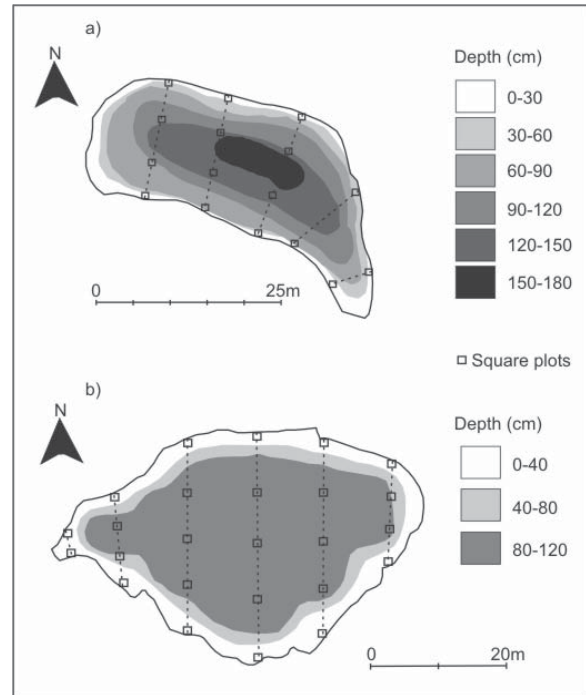 a)
N
Depth (cm)
0-30
30-60
60-90
90-120
120-150
150-180
0 25m
Square plots
b)
N
Depth (cm)
0-40
40-80
80-120
0 20m